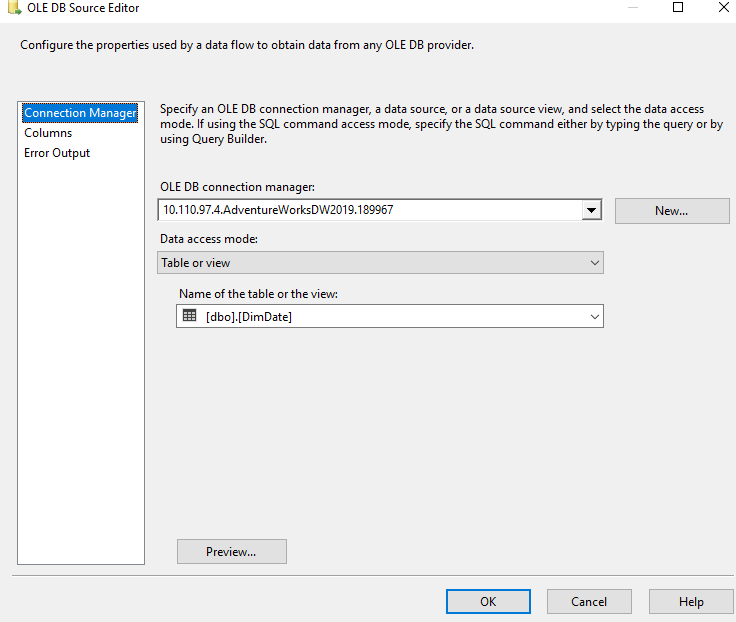 OLE DB Source Editor
Configure the properties used by a data flow to obtain data from any OLE DB provider.
Connection Manager
Columns
Error Output
Specify an OLE DB connection manager, a data source, or a data source view, and select the data access
mode. If using the SQL command access mode, specify the SQL command either by typing the query or by
using Query Builder.
OLE DB connection manager:
10.110.97.4.AdventureWorksDW2019.189967
New...
Data access mode:
Table or view
Name of the table or the view:
[dbo].[DimDate]
Preview...
OK
Cancel
Help